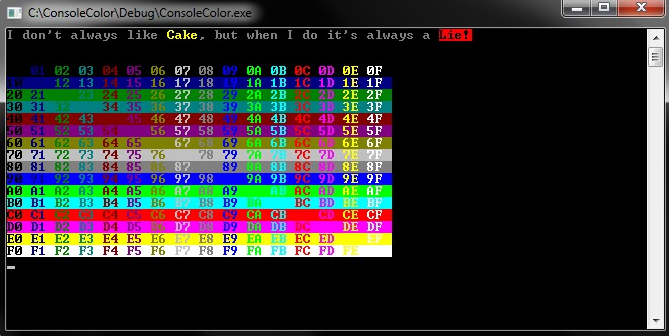 C:\ConsoleColor\Debug\ConsoleColor.exe
I don't always like Cake, but when I do it's always a Lie!
01 02 03 04 05 06 07 08 09 0A 0B 0C 0D 0E 0F
10 12 13 14 15 16 17 18 19 1A 1B 1C 1D 1E 1F
20 21 23 24 25 26 27 28 29 2A 2B 2C 2D 2E 2F
30 31 32 34 35 36 37 38 39 3A 3B 3C 3D 3E 3F
40 41 42 43 45 46 47 48 49 4A 4B 4C 4D 4E 4F
50 51 52 53 54 56 57 58 59 5A 5B 5C 5D 5E 5F
60 61 62 63 64 65 67 68 69 6A 6B 6C 6D 6E 6F
70 71 72 73 74 75 76 78 79 7A 7B 7C 7D 7E 7F
80 81 82 83 84 85 86 87 89 8A 8B 8C 8D 8E 8F
90 91 92 93 94 95 96 97 98 9A 9B 9C 9D 9E 9F
A0 A1 A2 A3 A4 A5 A6 A7 A8 A9 AB AC AD AE AF
B0 B1 B2 B3 B4 B5 B6 B7 B8 B9 BA BC BD BE BF
C0 C1 C2 C3 C4 C5 C6 C7 C8 C9 CA CB CD CE CF
D0 D1 D2 D3 D4 D5 D6 D7 D8 D9 DA DB DC DE DF
E0 E1 E2 E3 E4 E5 E6 E7 E8 E9 EA EB EC ED EF
F0 F1 F2 F3 F4 F5 F6 F7 F8 F9 FA FB FC FD FE